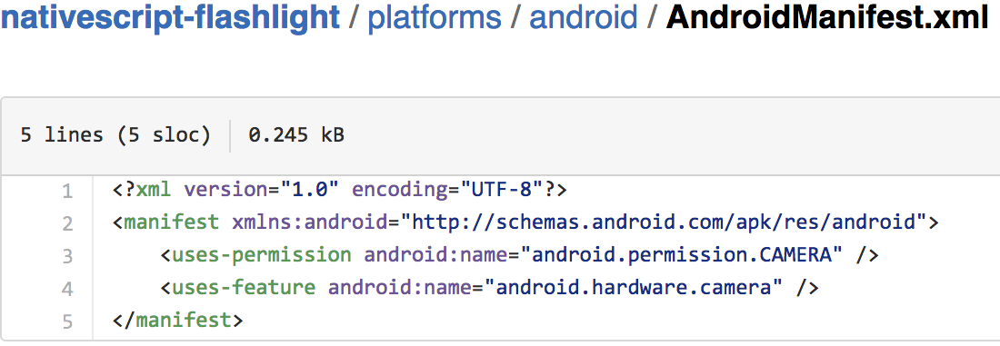 nativescript-flashlight / platforms / android / AndroidManifest.xml
5 lines (5 sloc) 0.245 kB
1 <?xml version="1.0" encoding="UTF-8"?>
2 <manifest xmlns:android="http://schemas.android.com/apk/res/android">
3     <uses-permission android:name="android.permission.CAMERA" />
4     <uses-feature android:name="android.hardware.camera" />
5 </manifest>